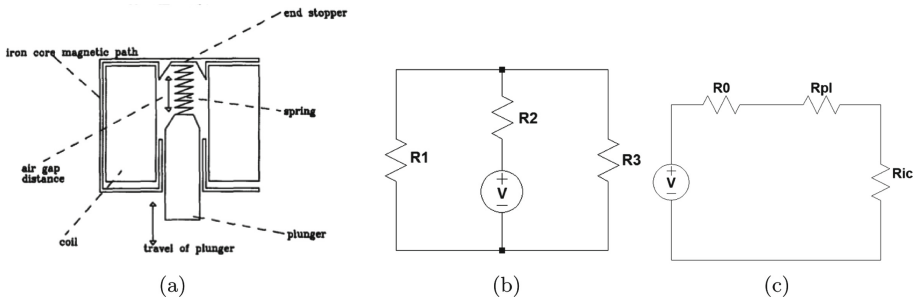 end stopper
iron core magnetic path
spring
air gap
distance
coil
plunger
travel of plunger
(a)
R1
R2
V
R3
(b)
R0
Rpl
V
Ric
(c)